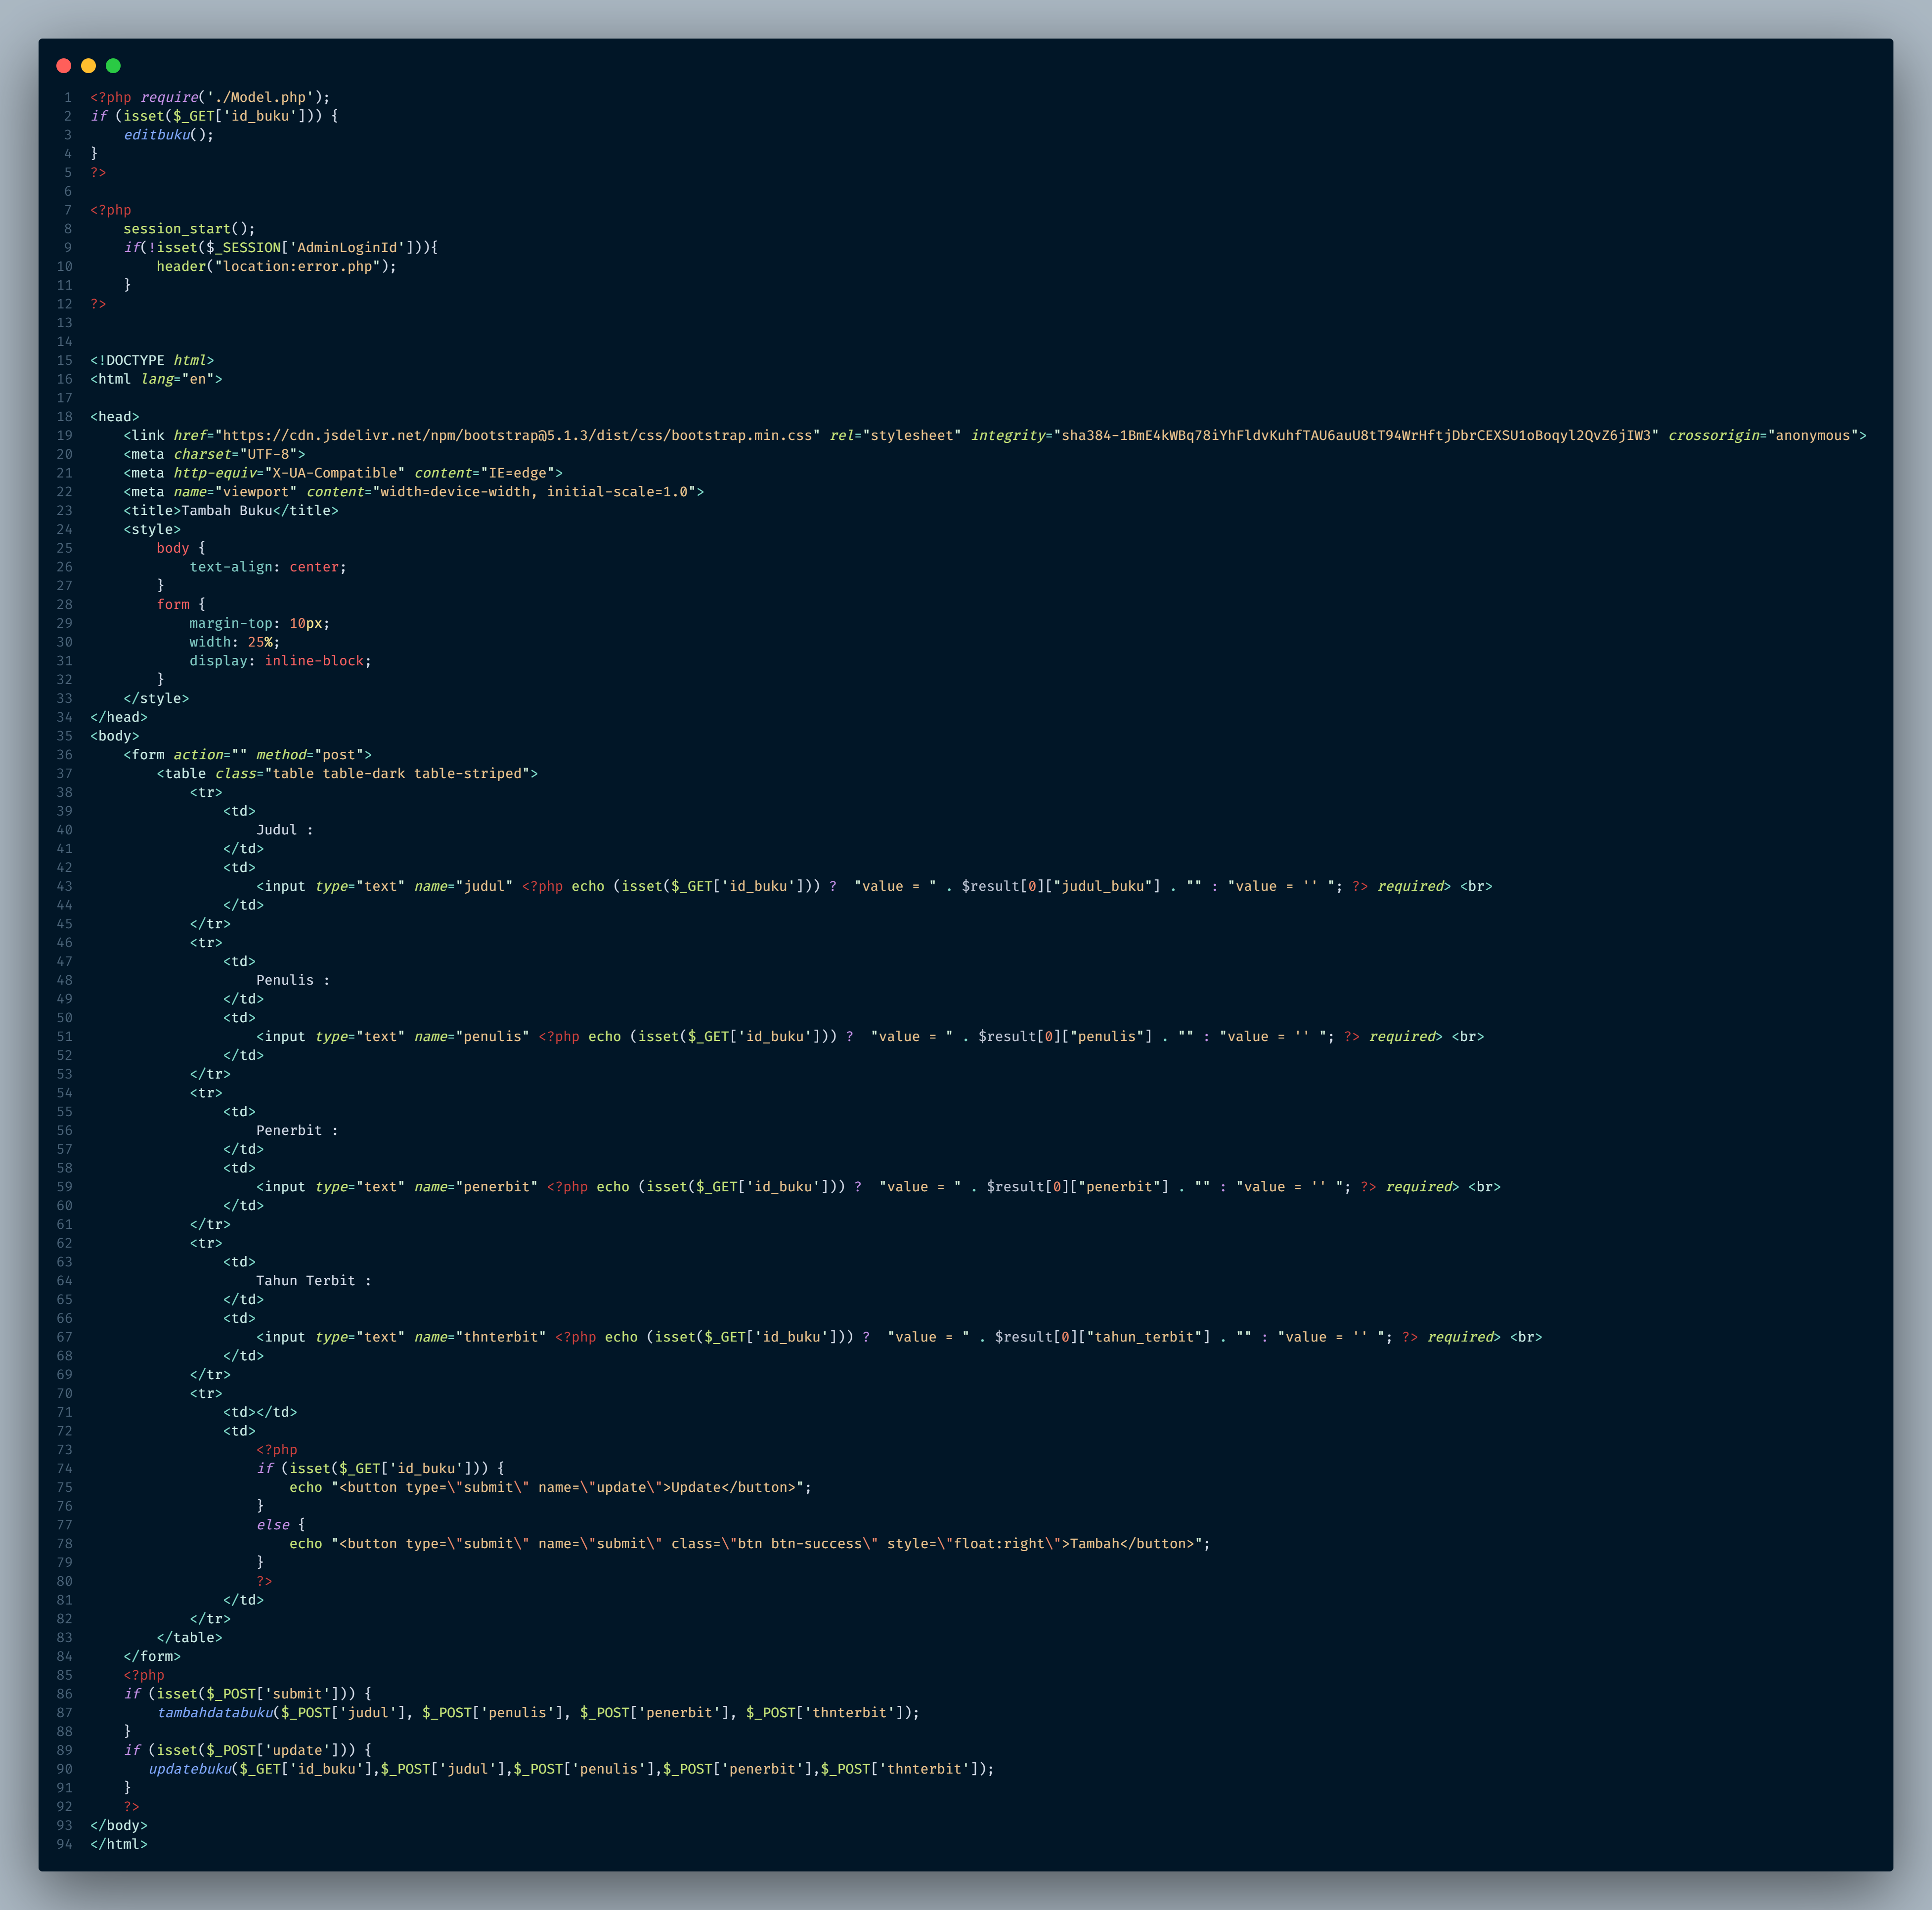 1 <?php require('./Model.php');
2 if (isset($_GET['id_buku'])) {
3     editbuku();
4 }
5 ?>
6
7 <?php
8     session_start();
9     if(!isset($_SESSION['AdminLoginId'])){
10         header("location:error.php");
11     }
12 ?>
13
14
15 <!DOCTYPE html>
16 <html lang="en">
17
18 <head>
19     <link href="https://cdn.jsdelivr.net/npm/bootstrap@5.1.3/dist/css/bootstrap.min.css" rel="stylesheet" integrity="sha384-1BmE4kWBq78iYhFldvKuhfTAU6auU8tT94WrHftjDbrCEXSU1oBoqyl2QvZ6jIW3" crossorigin="anonymous">
20     <meta charset="UTF-8">
21     <meta http-equiv="X-UA-Compatible" content="IE=edge">
22     <meta name="viewport" content="width=device-width, initial-scale=1.0">
23     <title>Tambah Buku</title>
24     <style>
25         body {
26             text-align: center;
27         }
28         form {
29             margin-top: 10px;
30             width: 25%;
31             display: inline-block;
32         }
33     </style>
34 </head>
35 <body>
36     <form action="" method="post">
37         <table class="table table-dark table-striped">
38             <tr>
39                 <td>
40                     Judul :
41                 </td>
42                 <td>
43                     <input type="text" name="judul" <?php echo (isset($_GET['id_buku'])) ?  "value = " . $result[0]["judul_buku"] . "" : "value = '' "; ?> required> <br>
44                 </td>
45             </tr>
46             <tr>
47                 <td>
48                     Penulis :
49                 </td>
50                 <td>
51                     <input type="text" name="penulis" <?php echo (isset($_GET['id_buku'])) ?  "value = " . $result[0]["penulis"] . "" : "value = '' "; ?> required> <br>
52                 </td>
53             </tr>
54             <tr>
55                 <td>
56                     Penerbit :
57                 </td>
58                 <td>
59                     <input type="text" name="penerbit" <?php echo (isset($_GET['id_buku'])) ?  "value = " . $result[0]["penerbit"] . "" : "value = '' "; ?> required> <br>
60                 </td>
61             </tr>
62             <tr>
63                 <td>
64                     Tahun Terbit :
65                 </td>
66                 <td>
67                     <input type="text" name="thnterbit" <?php echo (isset($_GET['id_buku'])) ?  "value = " . $result[0]["tahun_terbit"] . "" : "value = '' "; ?> required> <br>
68                 </td>
69             </tr>
70             <tr>
71                 <td></td>
72                 <td>
73                     <?php
74                     if (isset($_GET['id_buku'])) {
75                         echo "<button type=\"submit\" name=\"update\">Update</button>";
76                     }
77                     else {
78                         echo "<button type=\"submit\" name=\"submit\" class=\"btn btn-success\" style=\"float:right\">Tambah</button>";
79                     }
80                     ?>
81                 </td>
82             </tr>
83         </table>
84     </form>
85     <?php
86     if (isset($_POST['submit'])) {
87         tambahdatabuku($_POST['judul'], $_POST['penulis'], $_POST['penerbit'], $_POST['thnterbit']);
88     }
89     if (isset($_POST['update'])) {
90        updatebuku($_GET['id_buku'],$_POST['judul'],$_POST['penulis'],$_POST['penerbit'],$_POST['thnterbit']);
91     }
92     ?>
93 </body>
94 </html>